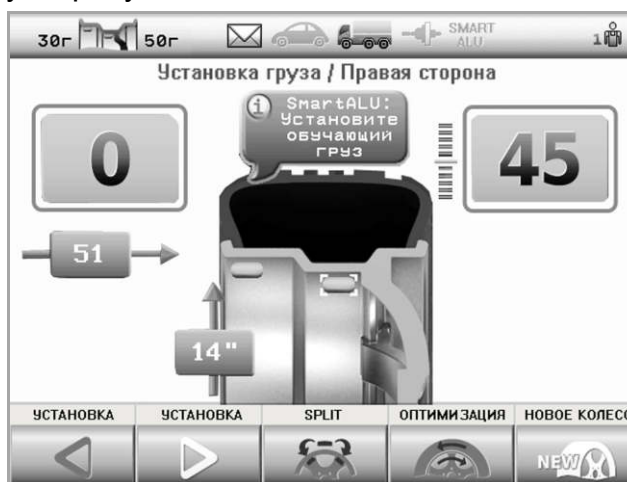 30г 50г SMART
ALU 1
Установка груза / Правая сторона
SmartALU:
Установите
обучающий
груз
0
45
51
14"
УСТАНОВКА УСТАНОВКА SPLIT ОПТИМИЗАЦИЯ НОВОЕ КОЛЕСО
NEW